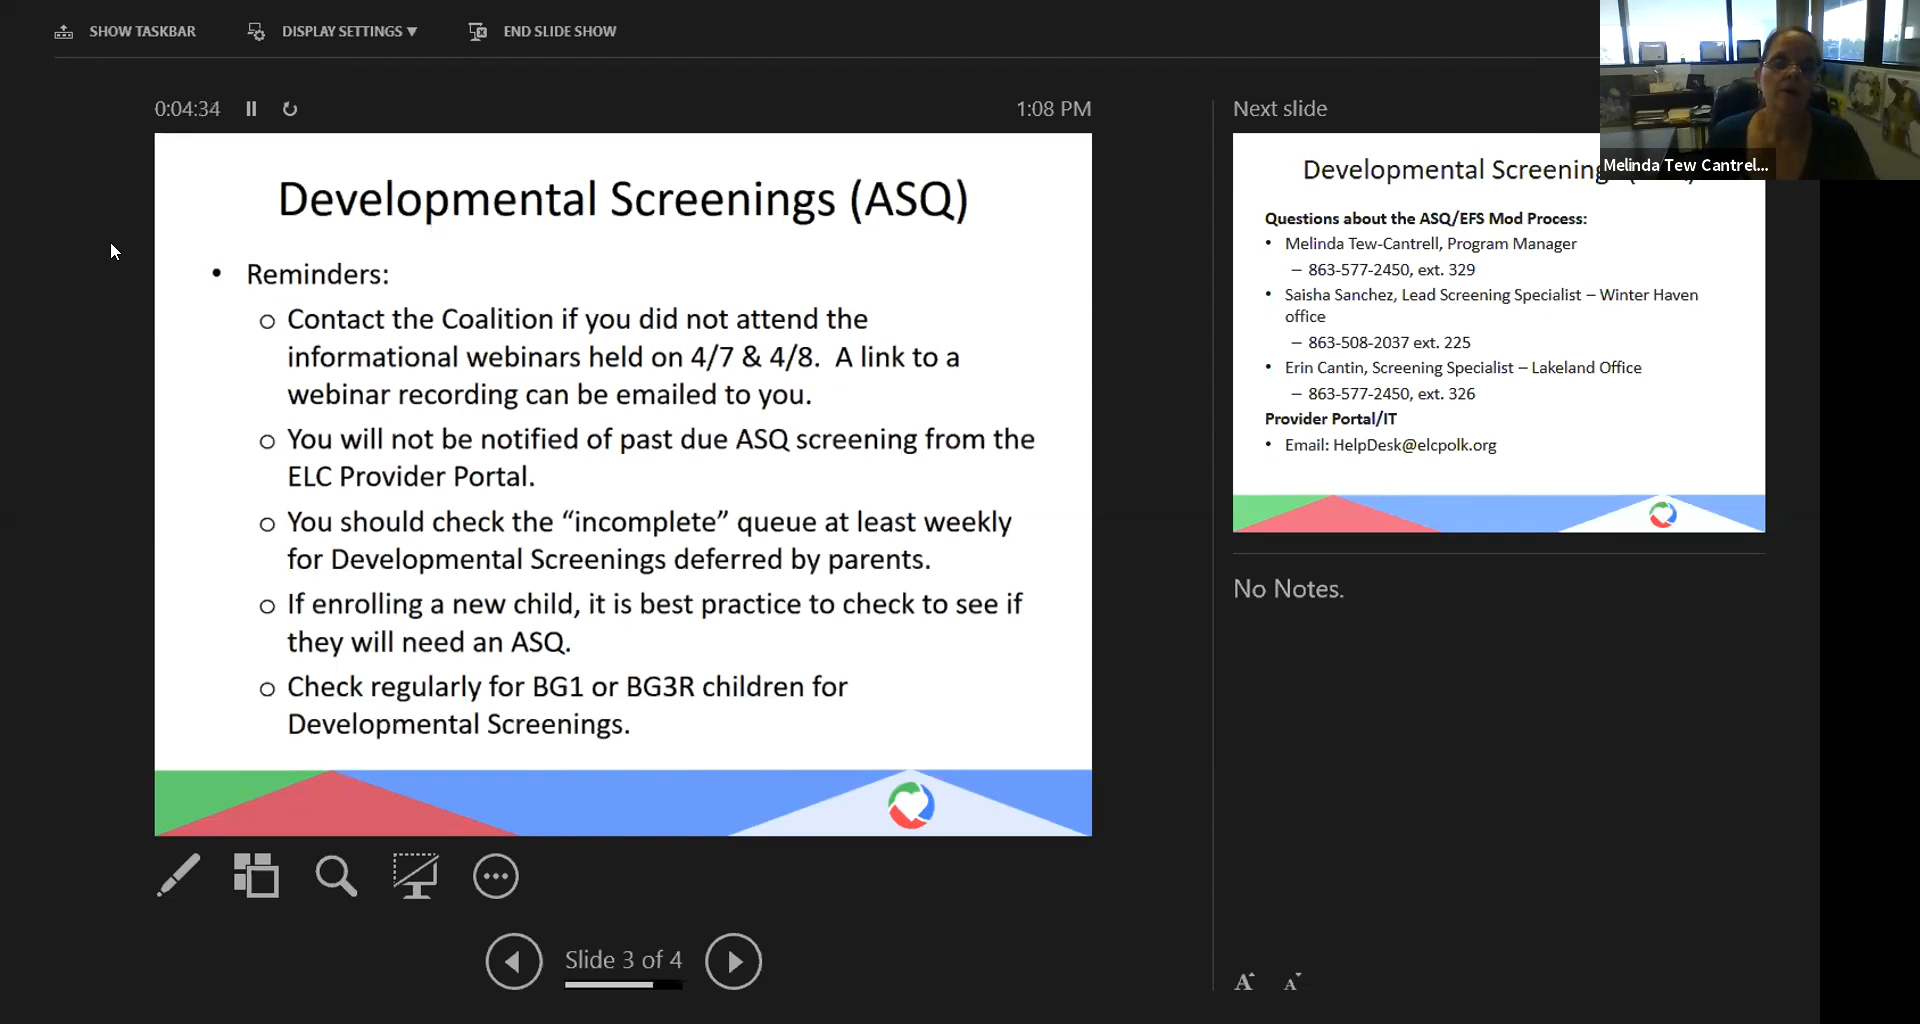 SHOW TASKBAR
DISPLAY SETTINGS ▼
END SLIDE SHOW
0:04:34
1:08 PM
Developmental Screenings (ASQ)
• Reminders:
o Contact the Coalition if you did not attend the
informational webinars held on 4/7 & 4/8.  A link to a
webinar recording can be emailed to you.
o You will not be notified of past due ASQ screening from the
ELC Provider Portal.
o You should check the “incomplete” queue at least weekly
for Developmental Screenings deferred by parents.
o If enrolling a new child, it is best practice to check to see if
they will need an ASQ.
o Check regularly for BG1 or BG3R children for
Developmental Screenings.
Slide 3 of 4
Next slide
Melinda Tew Cantrel...
Developmental
Questions about the ASQ/EFS Mod Process:
• Melinda Tew-Cantrell, Program Manager
– 863-577-2450, ext. 329
• Saisha Sanchez, Lead Screening Specialist – Winter Haven
office
– 863-508-2037 ext. 225
• Erin Cantin, Screening Specialist – Lakeland Office
– 863-577-2450, ext. 326
Provider Portal/IT
• Email: HelpDesk@elcpolk.org
No Notes.
A A